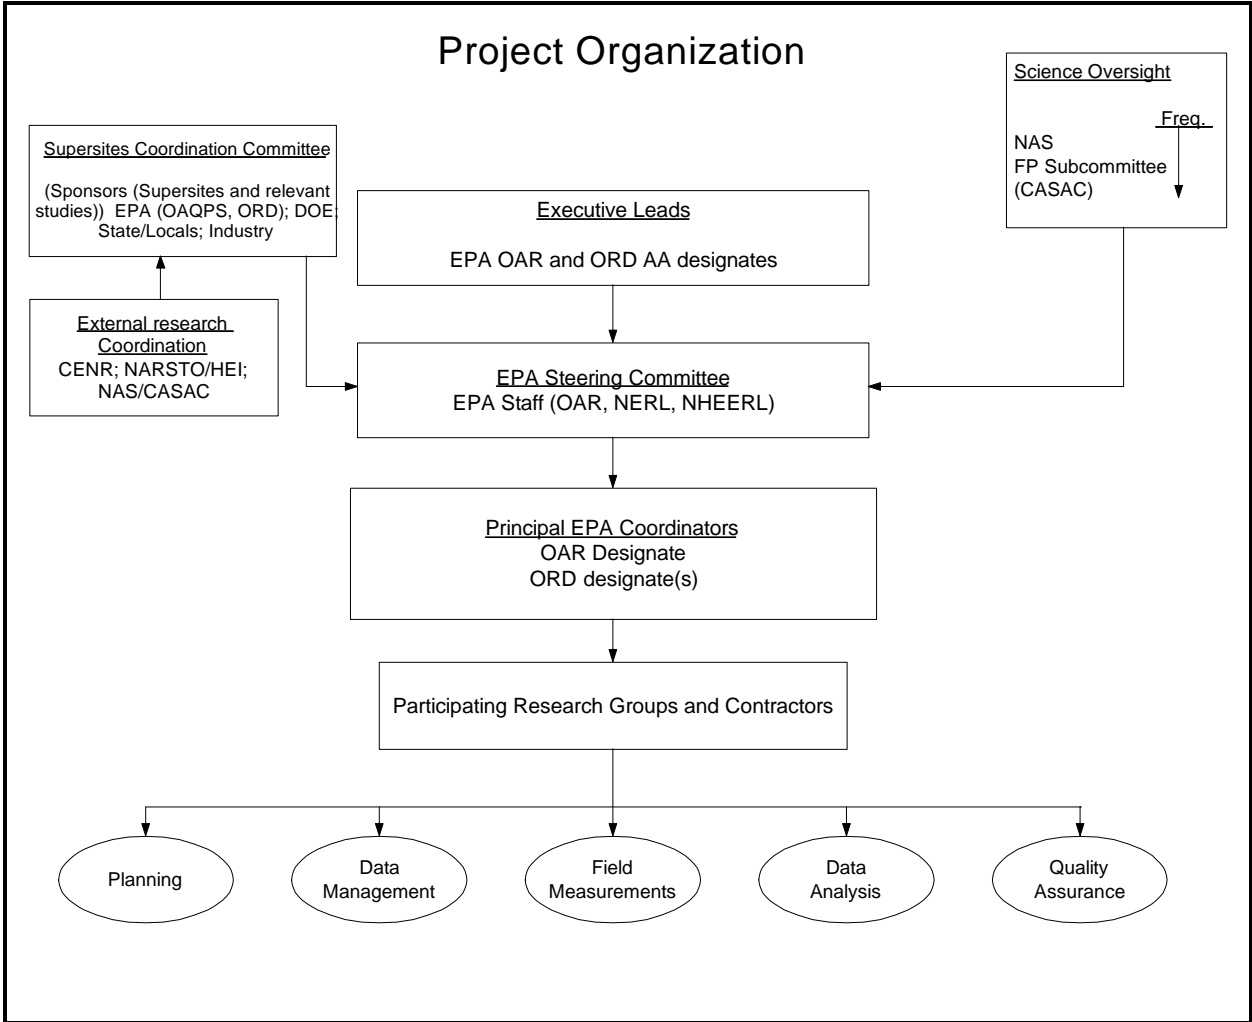 Project Organization
Science Oversight
Freq.
NAS
FP Subcommittee
(CASAC)
Supersites Coordination Committee
(Sponsors (Supersites and relevant
studies)) EPA (OAQPS, ORD); DOE;
State/Locals; Industry
Executive Leads
EPA OAR and ORD AA designates
External research
Coordination
CENR; NARSTO/HEI;
NAS/CASAC
EPA Steering Committee
EPA Staff (OAR, NERL, NHEERL)
Principal EPA Coordinators
OAR Designate
ORD designate(s)
Participating Research Groups and Contractors
Planning
Data
Management
Field
Measurements
Data
Analysis
Quality
Assurance